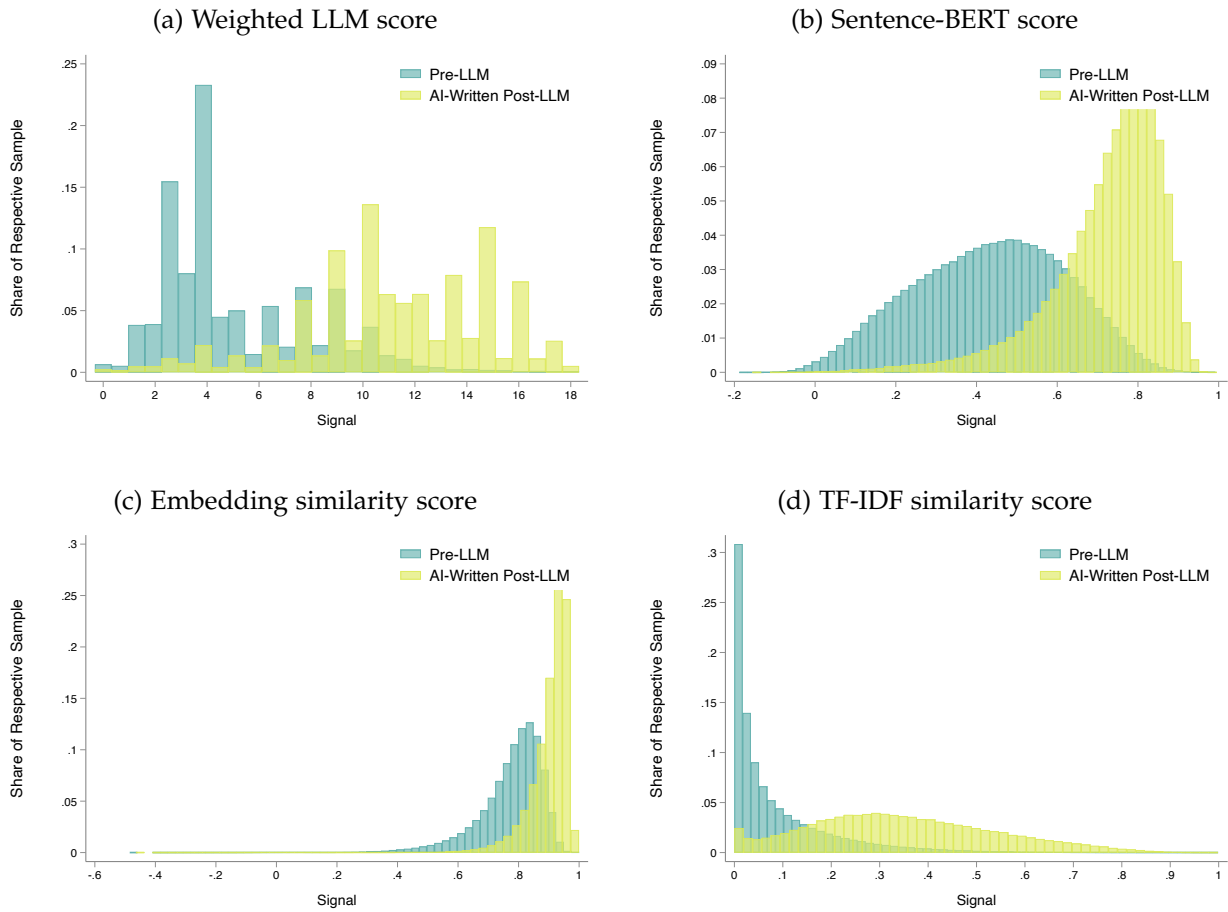 (a) Weighted LLM score
.25
.2
.15
.1
.05
0
Share of Respective Sample
Pre-LLM
AI-Written Post-LLM
0 2 4 6 8 10 12 14 16 18
Signal
(b) Sentence-BERT score
.09
.08
.07
.06
.05
.04
.03
.02
.01
0
Share of Respective Sample
Pre-LLM
AI-Written Post-LLM
-.2 0 .2 .4 .6 .8 1
Signal
(c) Embedding similarity score
.3
.25
.2
.15
.1
.05
0
Share of Respective Sample
Pre-LLM
AI-Written Post-LLM
-.6 -.4 -.2 0 .2 .4 .6 .8 1
Signal
(d) TF-IDF similarity score
.3
.25
.2
.15
.1
.05
0
Share of Respective Sample
Pre-LLM
AI-Written Post-LLM
0 .1 .2 .3 .4 .5 .6 .7 .8 .9 1
Signal